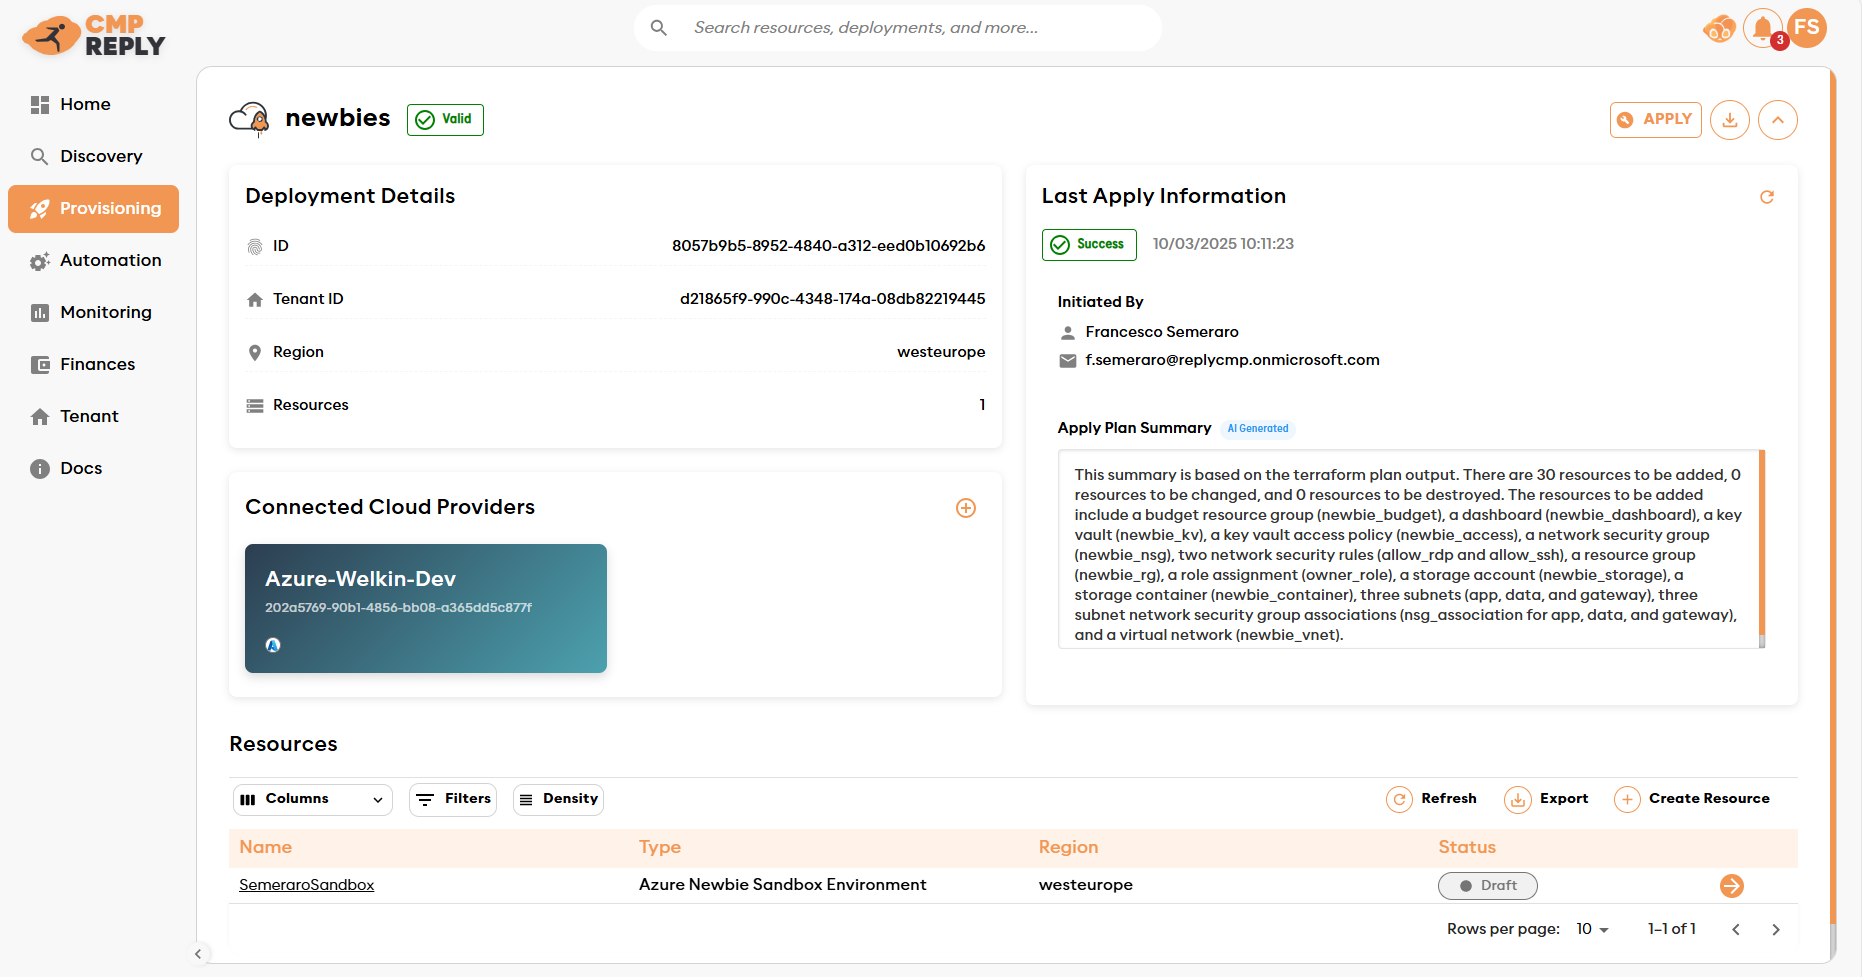 CMP
REPLY
Search resources, deployments, and more...
3
FS
Home
Discovery
Provisioning
Automation
Monitoring
Finances
Tenant
Docs
newbies
Valid
APPLY
Deployment Details
ID
8057b9b5-8952-4840-a312-eed0b10692b6
Tenant ID
d21865f9-990c-4348-174a-08db82219445
Region
westeurope
Resources
1
Connected Cloud Providers
Azure-Welkin-Dev
202a5769-90b1-4856-bb08-a365dd5c877f
Last Apply Information
Success
10/03/2025 10:11:23
Initiated By
Francesco Semeraro
f.semeraro@replycmp.onmicrosoft.com
Apply Plan Summary
AI Generated
This summary is based on the terraform plan output. There are 30 resources to be added, 0
resources to be changed, and 0 resources to be destroyed. The resources to be added
include a budget resource group (newbie_budget), a dashboard (newbie_dashboard), a key
vault (newbie_kv), a key vault access policy (newbie_access), a network security group
(newbie_nsg), two network security rules (allow_rdp and allow_ssh), a resource group
(newbie_rg), a role assignment (owner_role), a storage account (newbie_storage), a
storage container (newbie_container), three subnets (app, data, and gateway), three
subnet network security group associations (nsg_association for app, data, and gateway),
and a virtual network (newbie_vnet).
Resources
Columns
Filters
Density
Refresh
Export
Create Resource
Name
Type
Region
Status
SemeraroSandbox
Azure Newbie Sandbox Environment
westeurope
Draft
Rows per page:
10
1–1 of 1